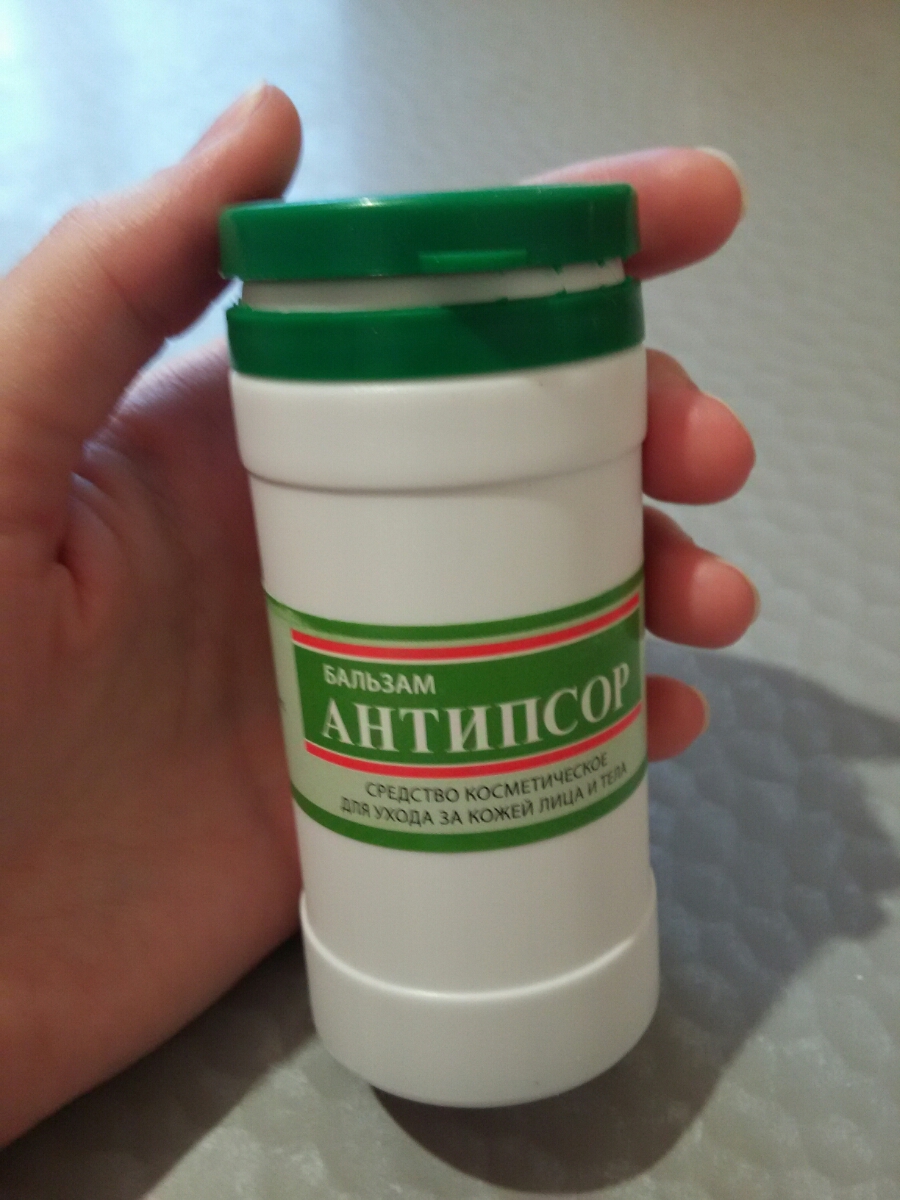 БАЛЬЗАМ
АНТИПСОР
СРЕДСТВО КОСМЕТИЧЕСКОЕ
ДЛЯ УХОДА ЗА КОЖЕЙ ЛИЦА И ТЕЛА